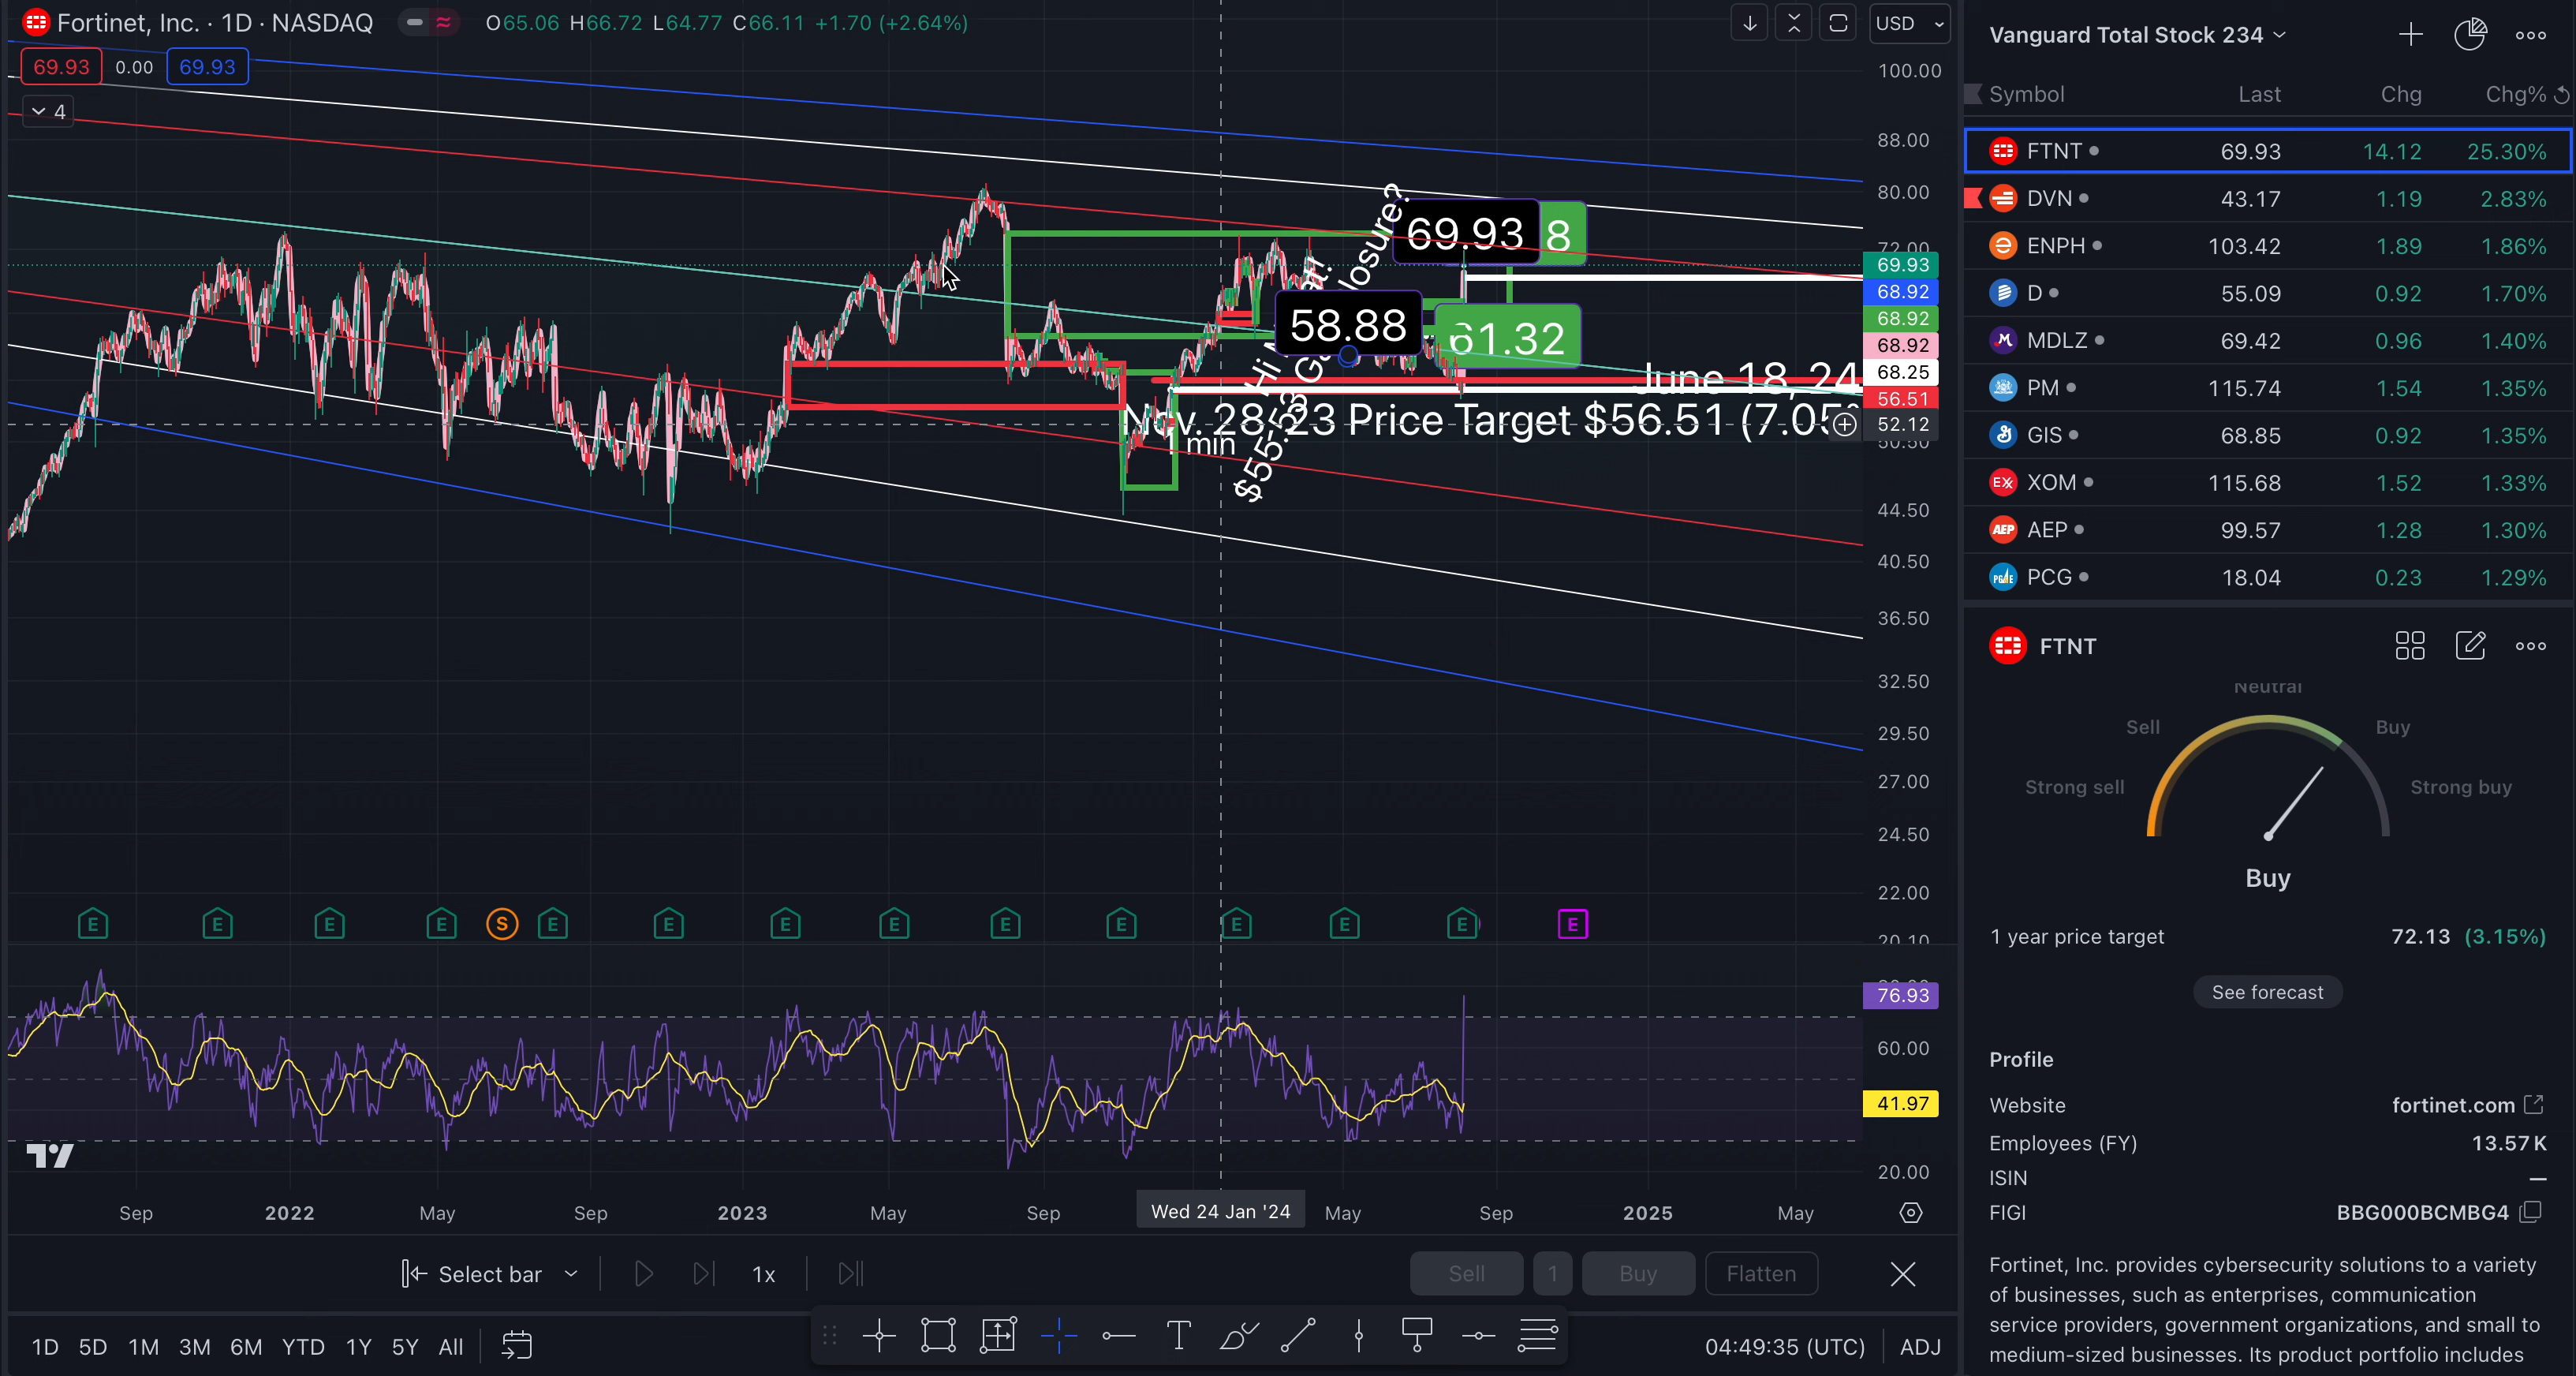 Fortinet, Inc. · 1D · NASDAQ
O65.06 H66.72 L64.77 C66.11 +1.70 (+2.64%)
USD
69.93 0.00 69.93
4
100.00
88.00
80.00
72.00
69.93
68.92
68.92
68.92
68.25
56.51
52.12
50.50
44.50
40.50
36.50
32.50
29.50
27.00
24.50
22.00
20.10
69.93
8
58.88
61.32
losure?
June 18, 24
Nov. 28, 23 Price Target $56.51 (7.05
1 min
E E E E S E E E E E E E E E E
76.93
60.00
41.97
20.00
Sep 2022 May Sep 2023 May Sep Wed 24 Jan '24 May Sep 2025 May
Select bar 1x
Sell 1 Buy Flatten
1D 5D 1M 3M 6M YTD 1Y 5Y All
T
04:49:35 (UTC) ADJ
Vanguard Total Stock 234
Symbol Last Chg Chg%
FTNT 69.93 14.12 25.30%
DVN 43.17 1.19 2.83%
ENPH 103.42 1.89 1.86%
D 55.09 0.92 1.70%
MDLZ 69.42 0.96 1.40%
PM 115.74 1.54 1.35%
GIS 68.85 0.92 1.35%
XOM 115.68 1.52 1.33%
AEP AEP 99.57 1.28 1.30%
PCG 18.04 0.23 1.29%
FTNT
Neutral
Sell Buy
Strong sell Strong buy
Buy
1 year price target 72.13 (3.15%)
See forecast
Profile
Website fortinet.com
Employees (FY) 13.57 K
ISIN —
FIGI BBG000BCMBG4
Fortinet, Inc. provides cybersecurity solutions to a variety
of businesses, such as enterprises, communication
service providers, government organizations, and small to
medium-sized businesses. Its product portfolio includes